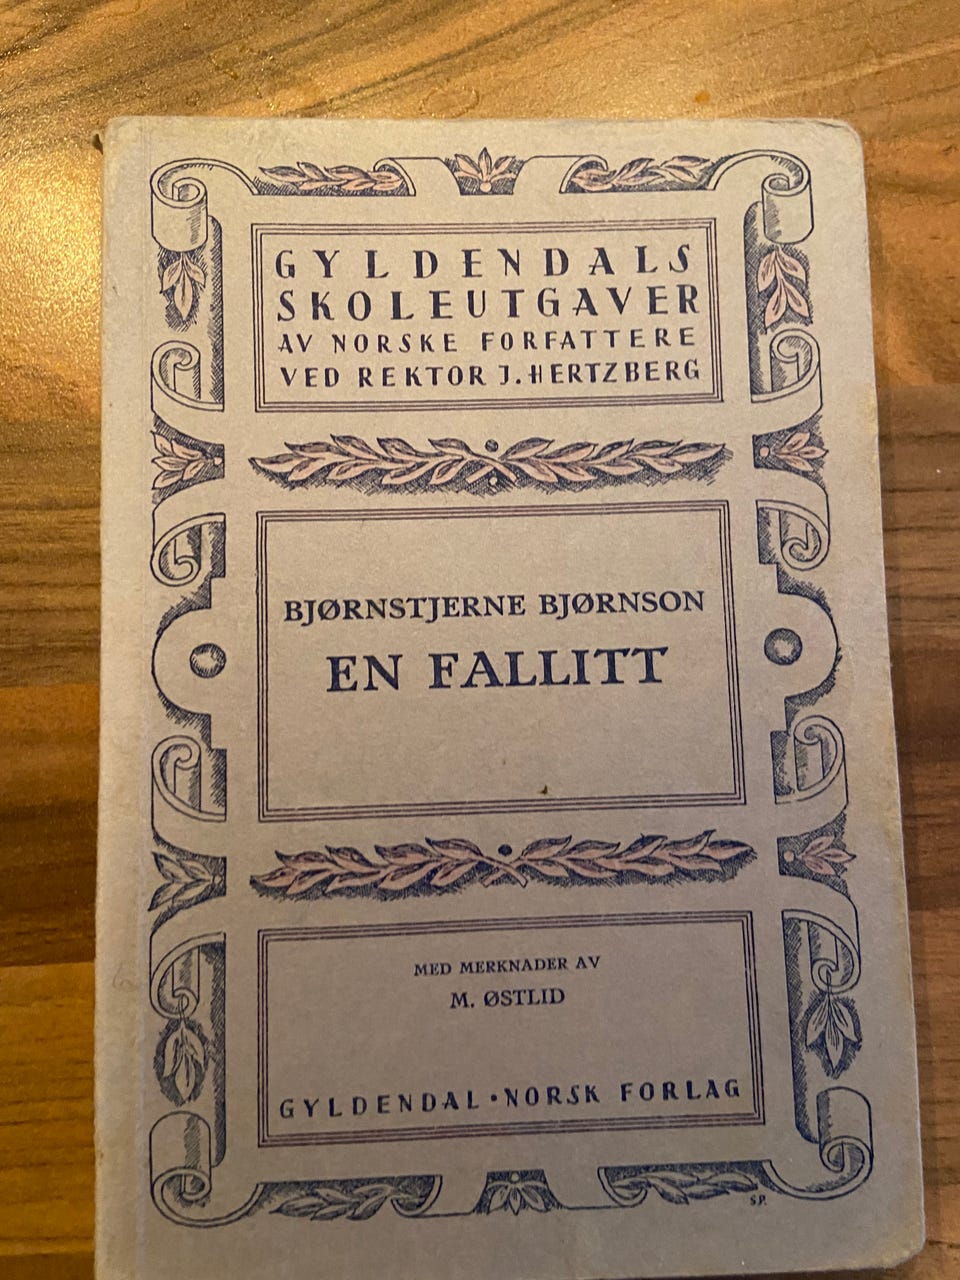 GYLDENDALS
SKOLEUTGAVER
AV NORSKE FORFATTERE
VED REKTOR J. HERTZBERG
BJØRNSTJERNE BJØRNSON
EN FALLITT
MED MERKNADER AV
M. ØSTLID
GYLDENDAL • NORSK FORLAG
S.P.